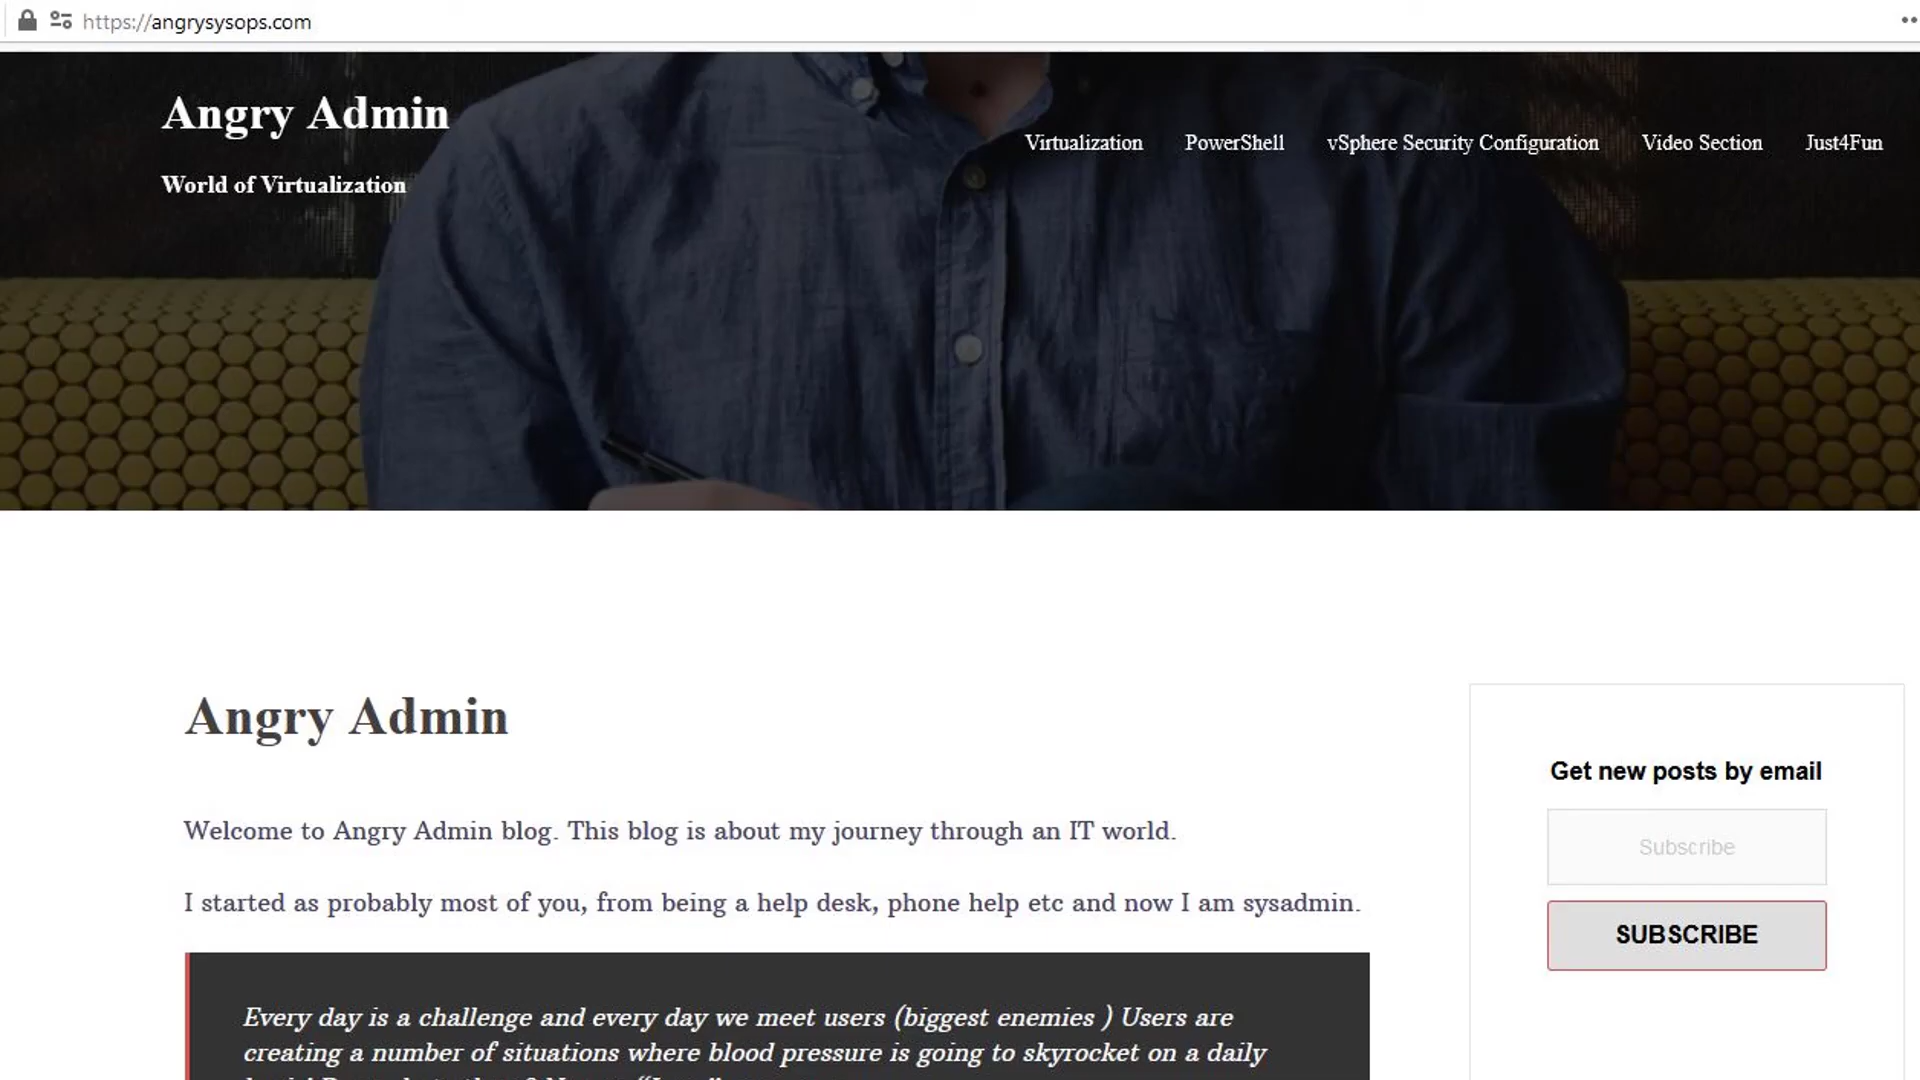 https://angrysysops.com
Angry Admin
World of Virtualization
Virtualization PowerShell vSphere Security Configuration Video Section Just4Fun
Angry Admin
Welcome to Angry Admin blog. This blog is about my journey through an IT world.
I started as probably most of you, from being a help desk, phone help etc and now I am sysadmin.
Every day is a challenge and every day we meet users (biggest enemies ) Users are
creating a number of situations where blood pressure is going to skyrocket on a daily
Get new posts by email
Subscribe
SUBSCRIBE